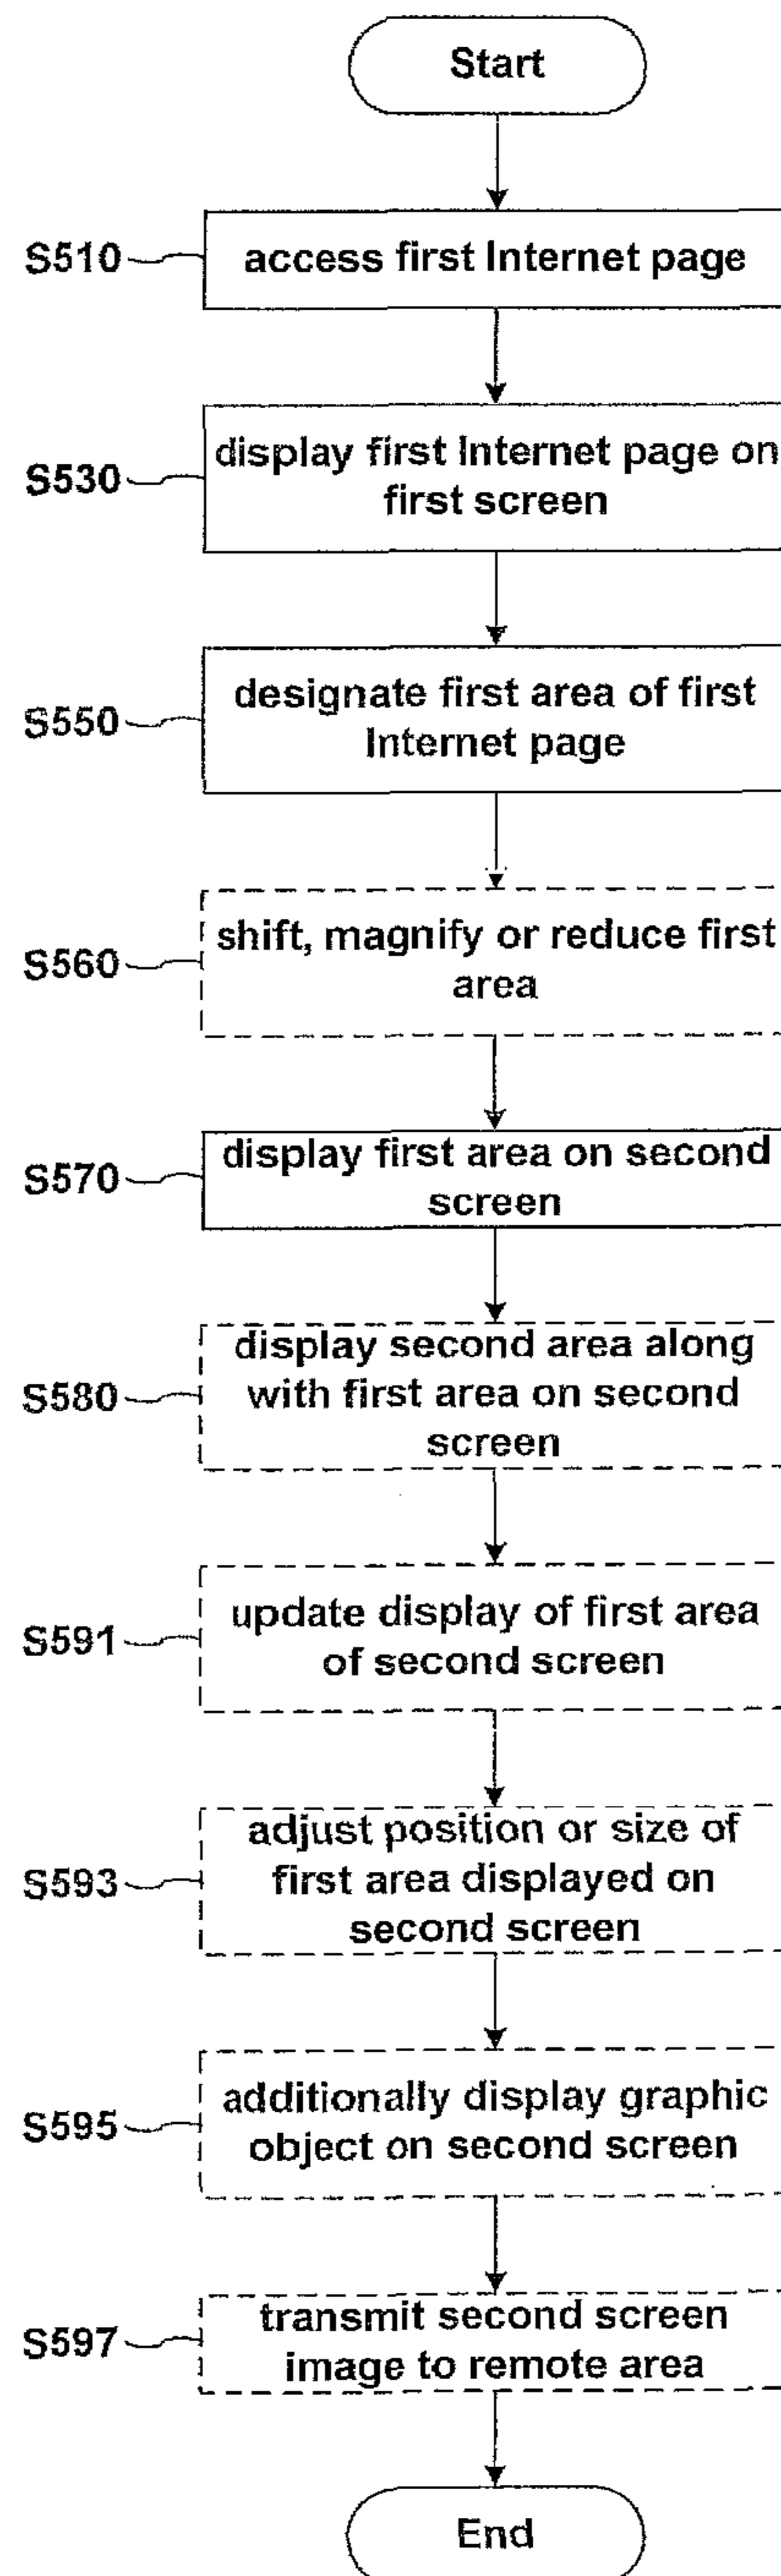 Start
S510
access first Internet page
S530
display first Internet page on
first screen
S550
designate first area of first
Internet page
S560
shift, magnify or reduce first
area
S570
display first area on second
screen
S580
display second area along
with first area on second
screen
S591
update display of first area
of second screen
S593
adjust position or size of
first area displayed on
second screen
S595
additionally display graphic
object on second screen
S597
transmit second screen
image to remote area
End